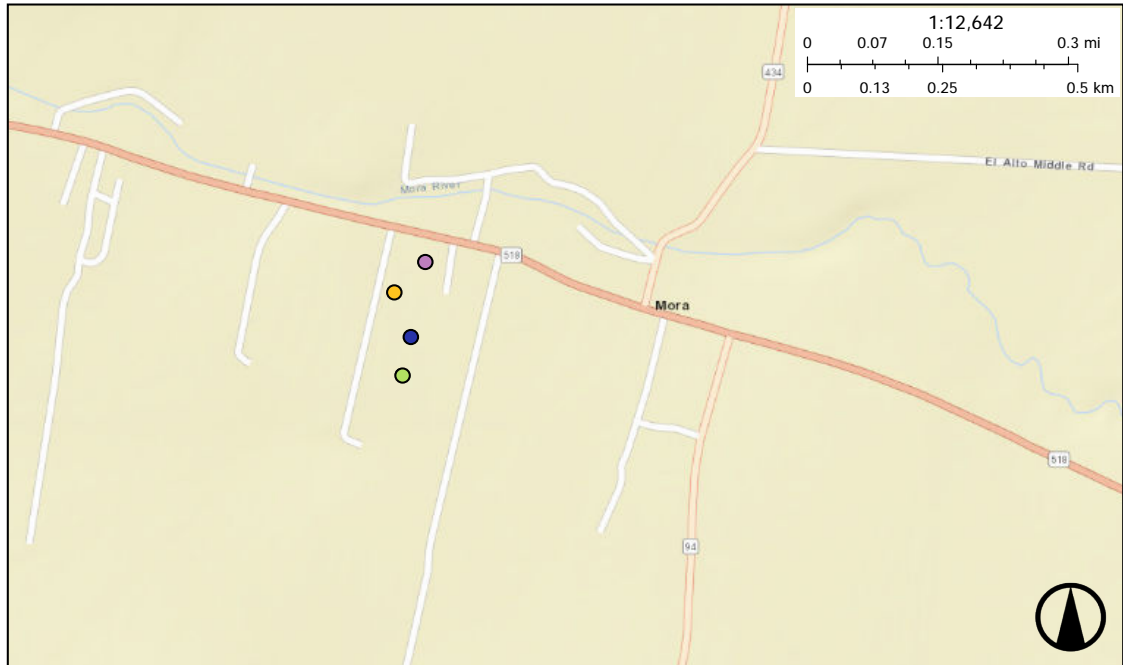 1:12,642
0 0.07 0.15 0.3 mi
0 0.13 0.25 0.5 km
434
El Alto Middle Rd
Mora River
518
Mora
518
94